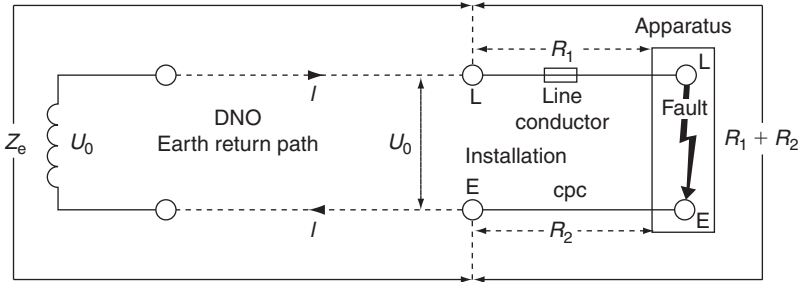 Apparatus
R1
L
L
I
DNO
Line
Fault
Ze
U0
Earth return path
U0
conductor
R1 + R2
Installation
E
cpc
E
I
R2